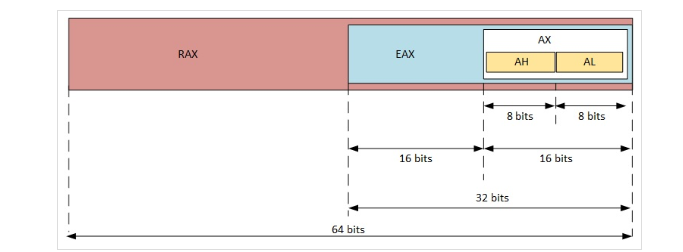 RAX
EAX
AX
AH
AL
8 bits
8 bits
16 bits
16 bits
32 bits
64 bits